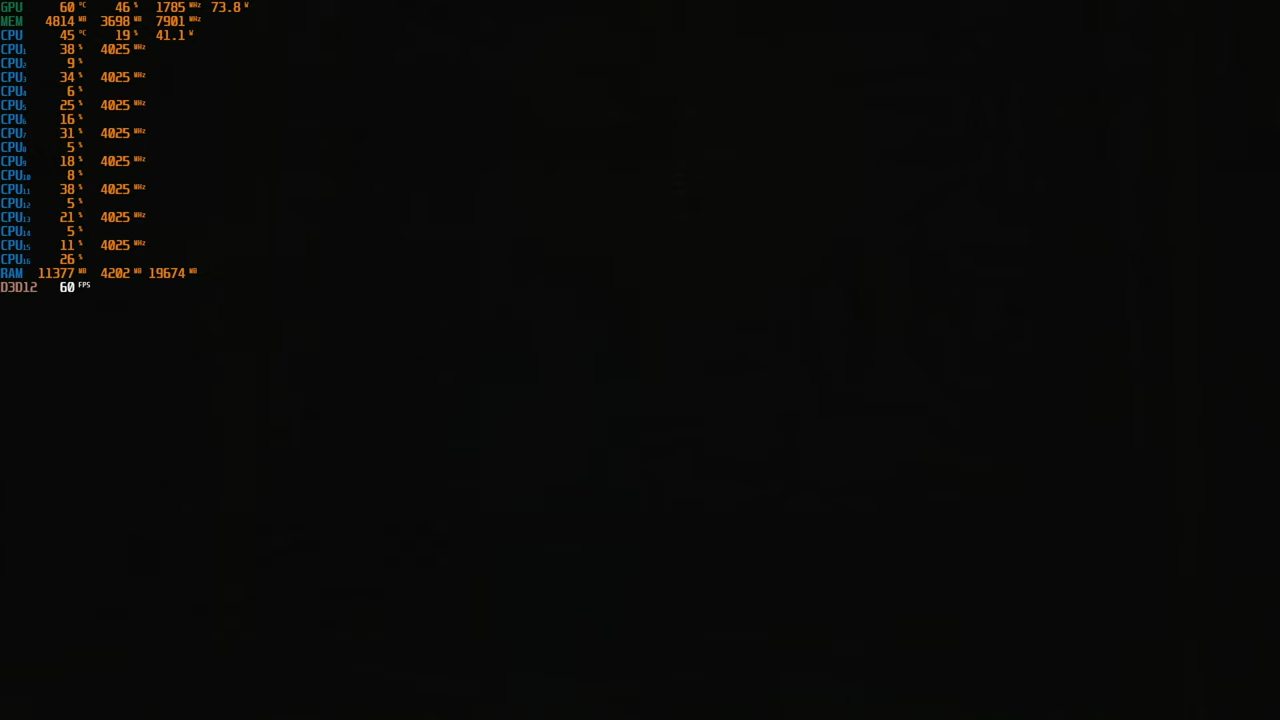 GPU 60 °C 46 % 1785 MHz 73.8 W
MEM 4814 MB 3698 MB 7901 MHz
CPU 45 °C 19 % 41.1 W
CPU1 38 % 4025 MHz
CPU2 9 %
CPU3 34 % 4025 MHz
CPU4 6 %
CPU5 25 % 4025 MHz
CPU6 16 %
CPU7 31 % 4025 MHz
CPU8 5 %
CPU9 18 % 4025 MHz
CPU10 8 %
CPU11 38 % 4025 MHz
CPU12 5 %
CPU13 21 % 4025 MHz
CPU14 5 %
CPU15 11 % 4025 MHz
CPU16 26 %
RAM 11377 MB 4202 MB 19674 MB
D3D12 60 FPS